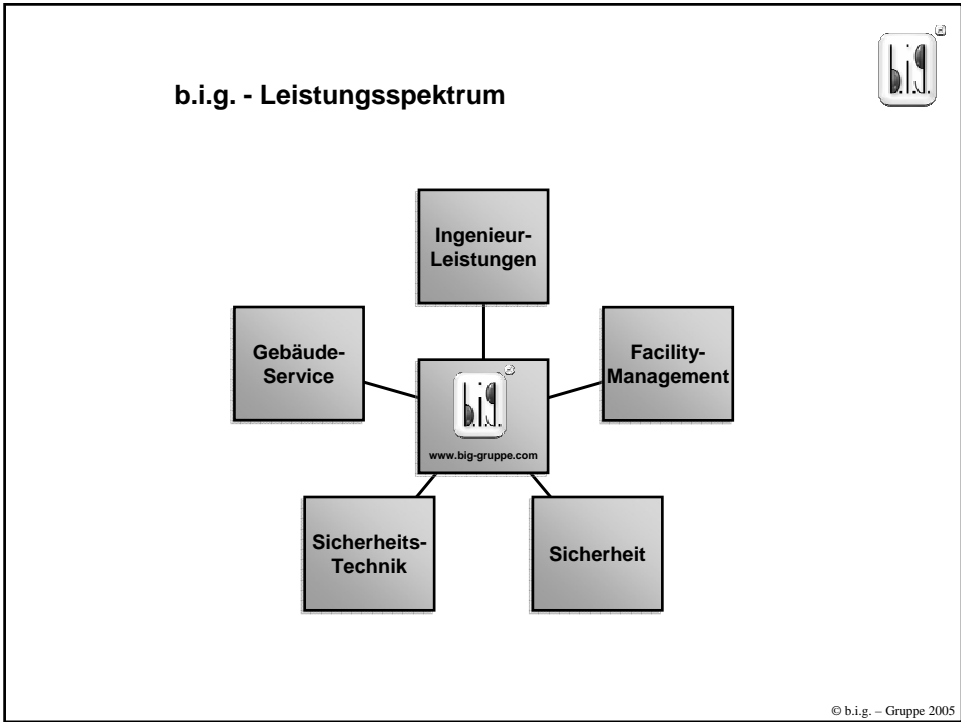 b.i.g.
b.i.g. - Leistungsspektrum
Ingenieur-
Leistungen
Gebäude-
Service
Facility-
Management
b.i.g.
www.big-gruppe.com
Sicherheits-
Technik
Sicherheit
© b.i.g. – Gruppe 2005